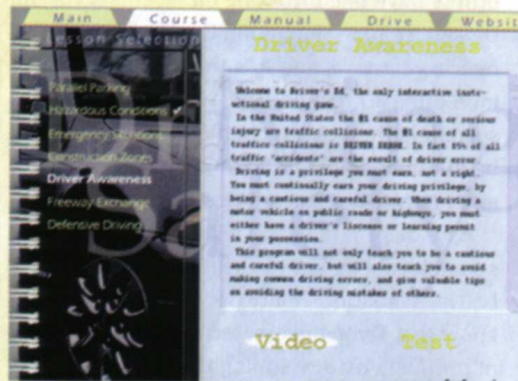 Main Course Manual Drive Websit
Lesson Selection
Parallel Parking
Hazardous Conditions ✔
Emergency Situations
Construction Zones
Driver Awareness
Freeway Exchange
Defensive Driving
Driver Awareness
Welcome to Driver's Ed, the only interactive inst-
uctional driving game.
In the United States the #1 cause of death or serious
injury are traffic collisions. The #1 cause of all
traffics collisions is DRIVER ERROR. In fact 85% of all
traffic "accidents" are the result of driver error.
Driving is a privilege you must earn, not a right.
You must continually earn your driving privilege, by
being a cautious and careful driver. When driving a
motor vehicle on public roads or highways, you must
either have a driver's liscense or learning permit
in your possession.
This program will not only teach you to be a cautious
and careful driver, but will also teach you to avoid
making common driving errors, and give valuable tips
on avoiding the driving mistakes of others.
Video Test